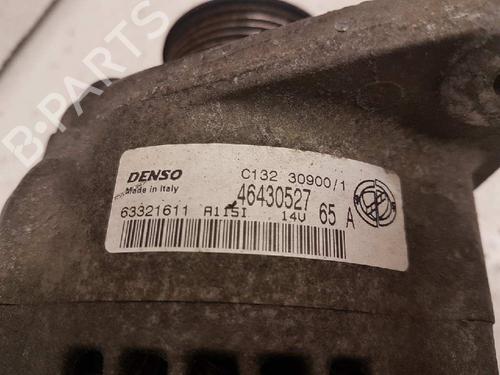 B-PARTS
DENSO
Made in Italy
C132 30900/1
46430527
63321611 A115I 14V 65 A